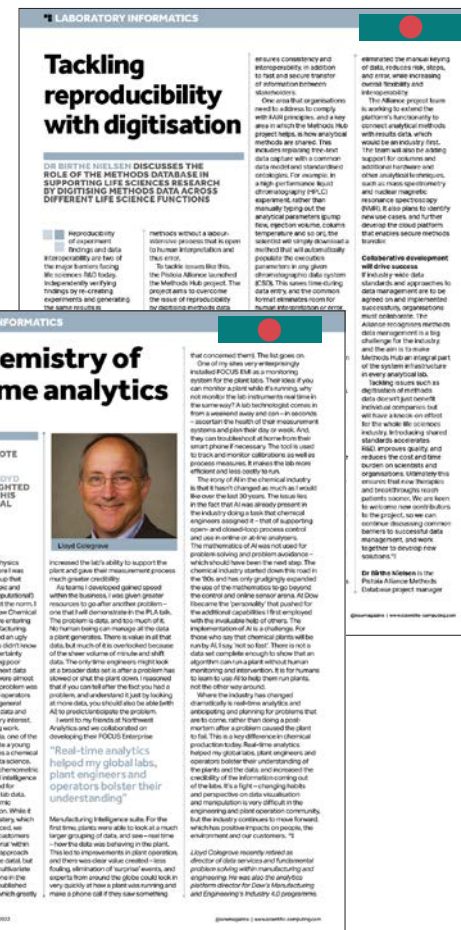 LABORATORY INFORMATICS
Tackling
reproducibility
with digitisation
DR BIRTHE NIELSEN DISCUSSES THE
ROLE OF THE METHODS DATABASE IN
SUPPORTING LIFE SCIENCES RESEARCH
BY DIGITISING METHODS DATA ACROSS
DIFFERENT LIFE SCIENCE FUNCTIONS
Reproducibility
of experiment
findings and data
interoperability are two of
the major barriers facing
life sciences R&D today.
Independently verifying
findings by re-creating
experiments and generating
the same results is
methods without a labour-
intensive process that is open
to human interpretation and
thus error.
To tackle issues like this,
the Pistoia Alliance launched
the Methods Hub project. The
project aims to overcome
the issue of reproducibility
by digitising methods data
ensures consistency and
interoperability, in addition
to fast and secure transfer
of information between
stakeholders.
One area that organisations
need to address to comply
with FAIR principles, and a key
area in which the Methods Hub
project helps, is how analytical
methods are shared. This
includes replacing free-text
data capture with a common
data model and standardised
ontologies. For example, in
a high-performance liquid
chromatography (HPLC)
experiment, rather than
manually typing out the
analytical parameters (pump
flow, injection volume, column
temperature and so on), the
scientist will simply download a
method that will automatically
populate the execution
parameters in any given
chromatographic data system
(CDS). This saves time during
data entry, and the common
format eliminates room for
human interpretation or error
eliminated the manual keying
of data, reduces risk, steps,
and error, while increasing
overall flexibility and
interoperability.
The Alliance project team
is working to extend the
platform's functionality to
connect analytical methods
with results data, which
would be an industry first.
The team will also be adding
support for columns and
additional hardware and
other analytical techniques,
such as mass spectrometry
and nuclear magnetic
resonance spectroscopy
(NMR). It also plans to identify
new use cases, and further
develop the cloud platform
that enables secure methods
transfer.
Collaborative development
will drive success
If industry-wide data
standards and approaches to
data management are to be
agreed on and implemented
successfully, organisations
must collaborate. The
Alliance recognises methods
data management is a big
challenge for the industry,
and the aim is to make
Methods Hub an integral part
of the system infrastructure
in every analytical lab.
Tackling issues such as
digitisation of methods
data doesn't just benefit
individual companies but
will have a knock-on effect
for the whole life sciences
industry. Introducing shared
standards accelerates
R&D, improves quality, and
reduces the cost and time
burden on scientists and
organisations. Ultimately this
ensures that new therapies
and breakthroughs reach
patients sooner. We are keen
to welcome new contributors
to the project, so we can
continue discussing common
barriers to successful data
management, and work
together to develop new
solutions.
Dr Birthe Nielsen is the
Pistoia Alliance Methods
Database project manager
@scwmagazine | www.scientific-computing.com
NFORMATICS
emistry of
me analytics
Lloyd Colegrove
increased the lab's ability to support the
plant and gave their measurement process
much greater credibility.
As teams I developed gained speed
within the business, I was given greater
resources to go after another problem –
one that I will demonstrate in the PLA talk.
The problem is data, and too much of it.
No human being can manage all the data
a plant generates. There is value in all that
data, but much of it is overlooked because
of the sheer volume of minute and shift
data. The only time engineers might look
at a broader data set is after a problem has
slowed or shut the plant down. I reasoned
that if you can tell after the fact you had a
problem, and understand it just by looking
at more data, you should also be able (with
AI) to predict/anticipate the problem.
I went to my friends at Northwest
Analytics and we collaborated on
developing their FOCUS Enterprise
"Real-time analytics
helped my global labs,
plant engineers and
operators bolster their
understanding"
Manufacturing Intelligence suite. For the
first time, plants were able to look at a much
larger grouping of data, and see – real time
– how the data was behaving in the plant.
This led to improvements in plant operation,
and there was clear value created – less
fouling, elimination of 'surprise' events, and
experts from around the globe could look in
very quickly at how a plant was running and
make a phone call if they saw something
that concerned them. The list goes on.
One of my sites very enterprisingly
installed FOCUS EMI as a monitoring
system for the plant labs. Their idea: if you
can monitor a plant while it's running, why
not monitor the lab instruments real time in
the same way? A lab technologist comes in
from a weekend away and can – in seconds
– ascertain the health of their measurement
systems and plan their day or week. And,
they can troubleshoot at home from their
smart phone if necessary. The tool is used
to track and monitor calibrations as well as
process measures. It makes the lab more
efficient and less costly to run.
The irony of AI in the chemical industry
is that it hasn't changed as much as I would
like over the last 30 years. The issue lies
in the fact that AI was already present in
the industry doing a task that chemical
engineers assigned it – that of supporting
open- and closed-loop process control
and use in online or at-line analysers.
The mathematics of AI was not used for
problem-solving and problem avoidance –
which should have been the next step. The
chemical industry started down this road in
the '90s and has only grudgingly expanded
the use of the mathematics to go beyond
the control and online sensor arena. At Dow
I became the 'personality' that pushed for
the additional capabilities I first employed
with the invaluable help of others. The
implementation of AI is a challenge. For
those who say that chemical plants will be
run by AI, I say, 'not so fast'. There is not a
data set complete enough to show that an
algorithm can run a plant without human
monitoring and intervention. It is for humans
to learn to use AI to help them run plants,
not the other way around.
Where the industry has changed
dramatically is real-time analytics and
anticipating and planning for problems that
are to come, rather than doing a post-
mortem after a problem caused the plant
to fail. This is a key difference in chemical
production today. Real-time analytics
helped my global labs, plant engineers and
operators bolster their understanding of
the plants and the data, and increased the
credibility of the information coming out
of the labs. It's a fight – changing habits
and perspective on data visualisation
and manipulation is very difficult in the
engineering and plant operation community,
but the industry continues to move forward,
which has positive impacts on people, the
environment and our customers.
Lloyd Colegrove recently retired as
director of data services and fundamental
problem solving within manufacturing and
engineering. He was also the analytics
platform director for Dow's Manufacturing
and Engineering's Industry 4.0 programme.
@scwmagazine | www.scientific-computing.com